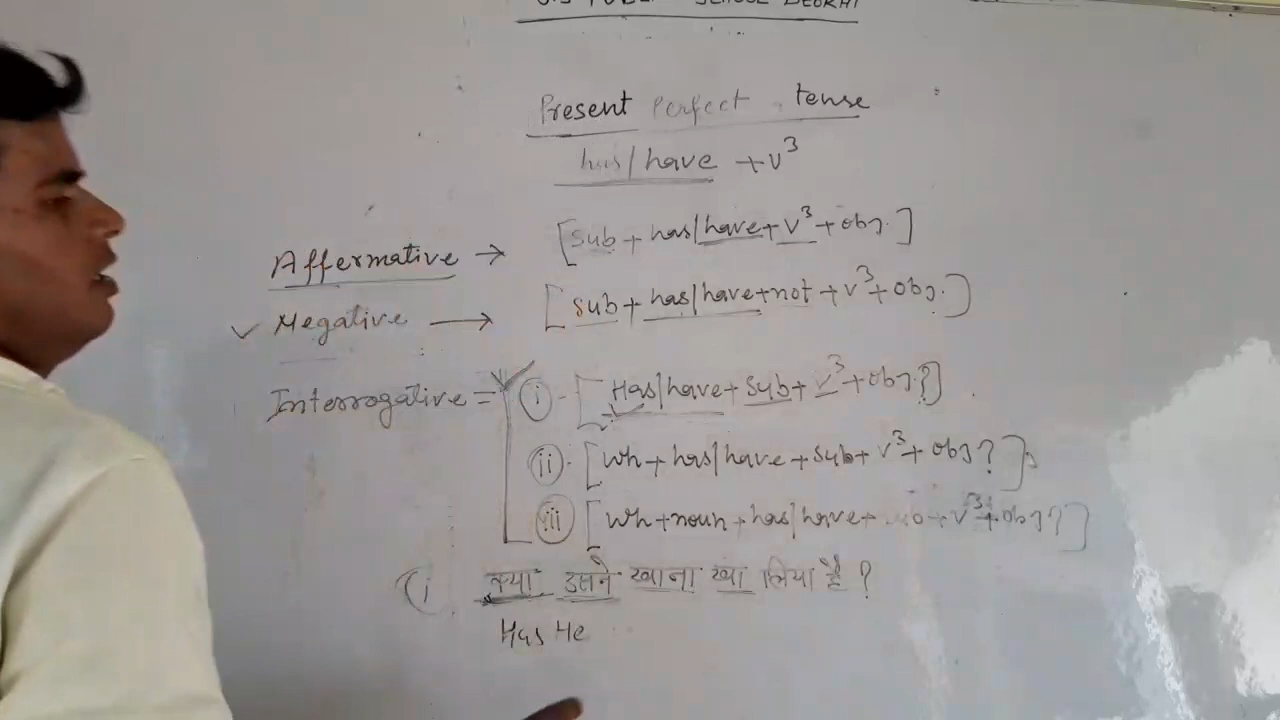 SCHOOL DEORHI
Present Perfect tense
has/have + v³
Affermative → [sub + has/have + v³ + obj.]
✓ Negative → [sub + has/have + not + v³ + obj.]
Interrogative = (i) - [Has/have + sub + v³ + obj.?]
(ii) - [Wh + has/have + sub + v³ + obj?]
(iii) [Wh + noun + has/have + + v³ + obj?]
(i क्या उसने खाना खा लिया है ?
Has He